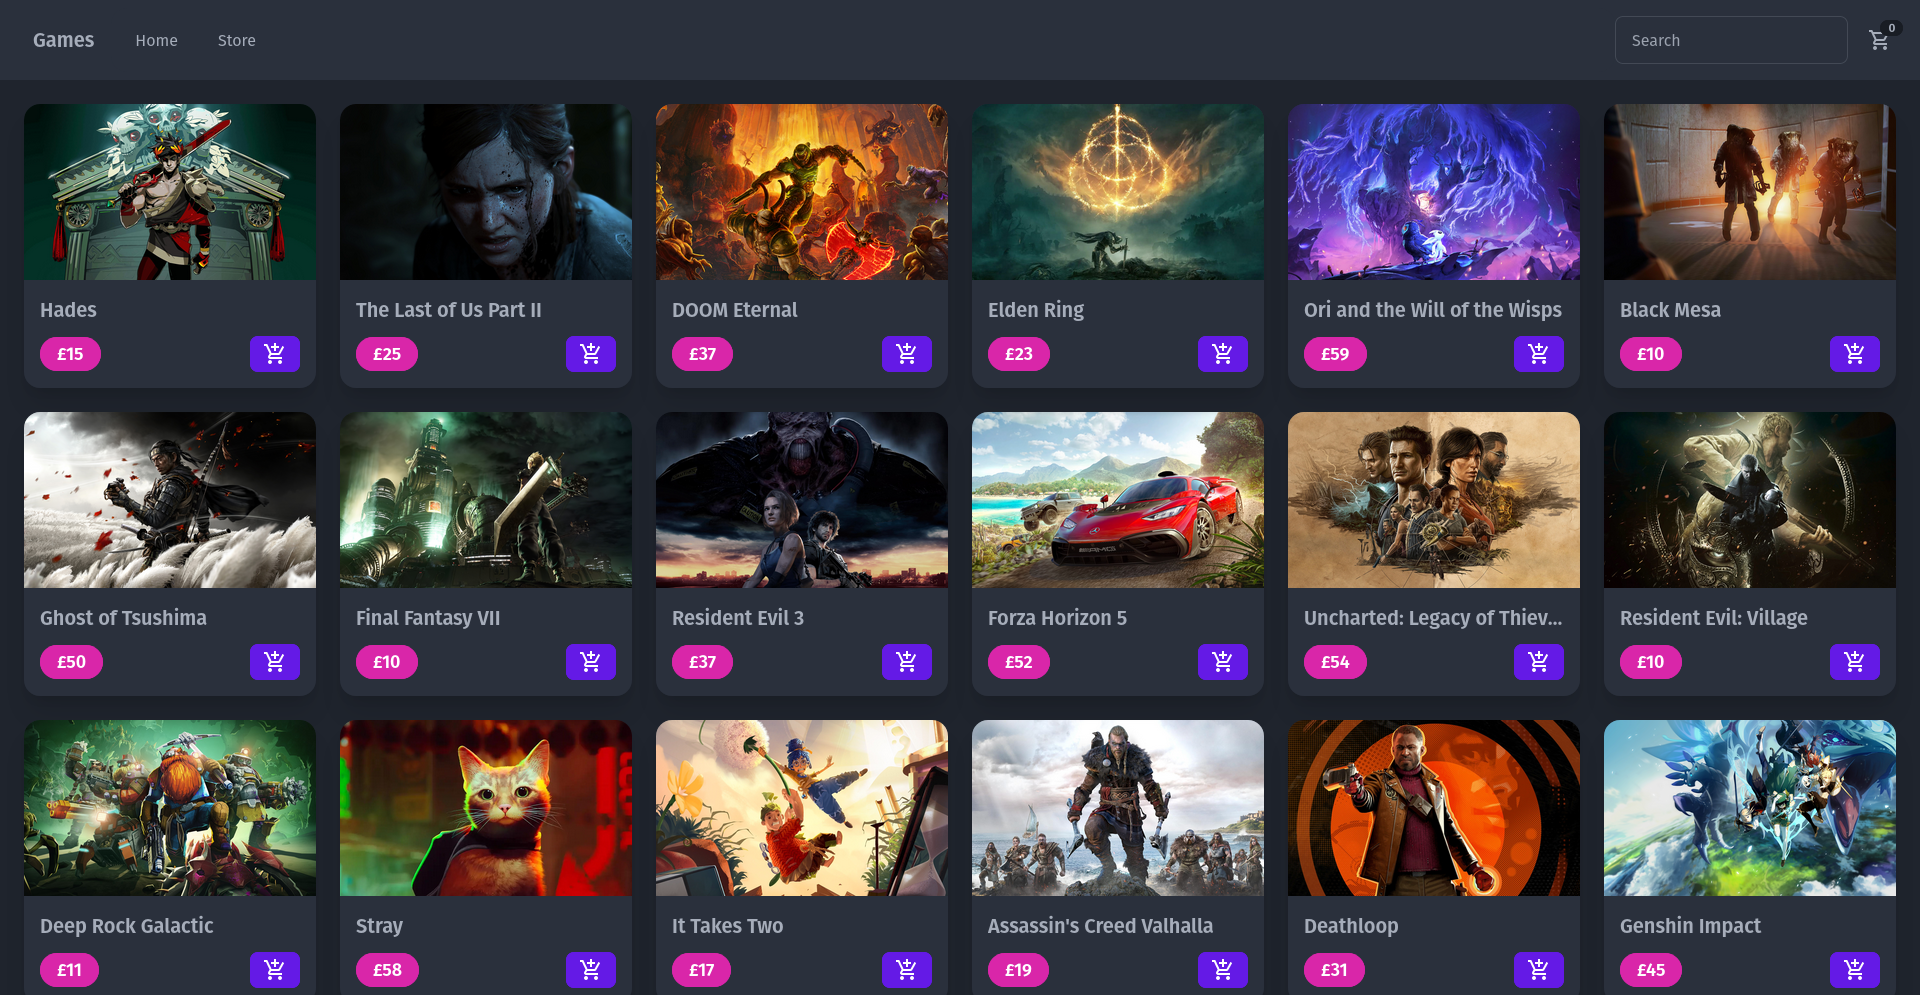 Games
Home
Store
Search
0
Hades
The Last of Us Part II
DOOM Eternal
Elden Ring
Ori and the Will of the Wisps
Black Mesa
£15
£25
£37
£23
£59
£10
Ghost of Tsushima
Final Fantasy VII
Resident Evil 3
Forza Horizon 5
Uncharted: Legacy of Thiev...
Resident Evil: Village
£50
£10
£37
£52
£54
£10
Deep Rock Galactic
Stray
It Takes Two
Assassin's Creed Valhalla
Deathloop
Genshin Impact
£11
£58
£17
£19
£31
£45